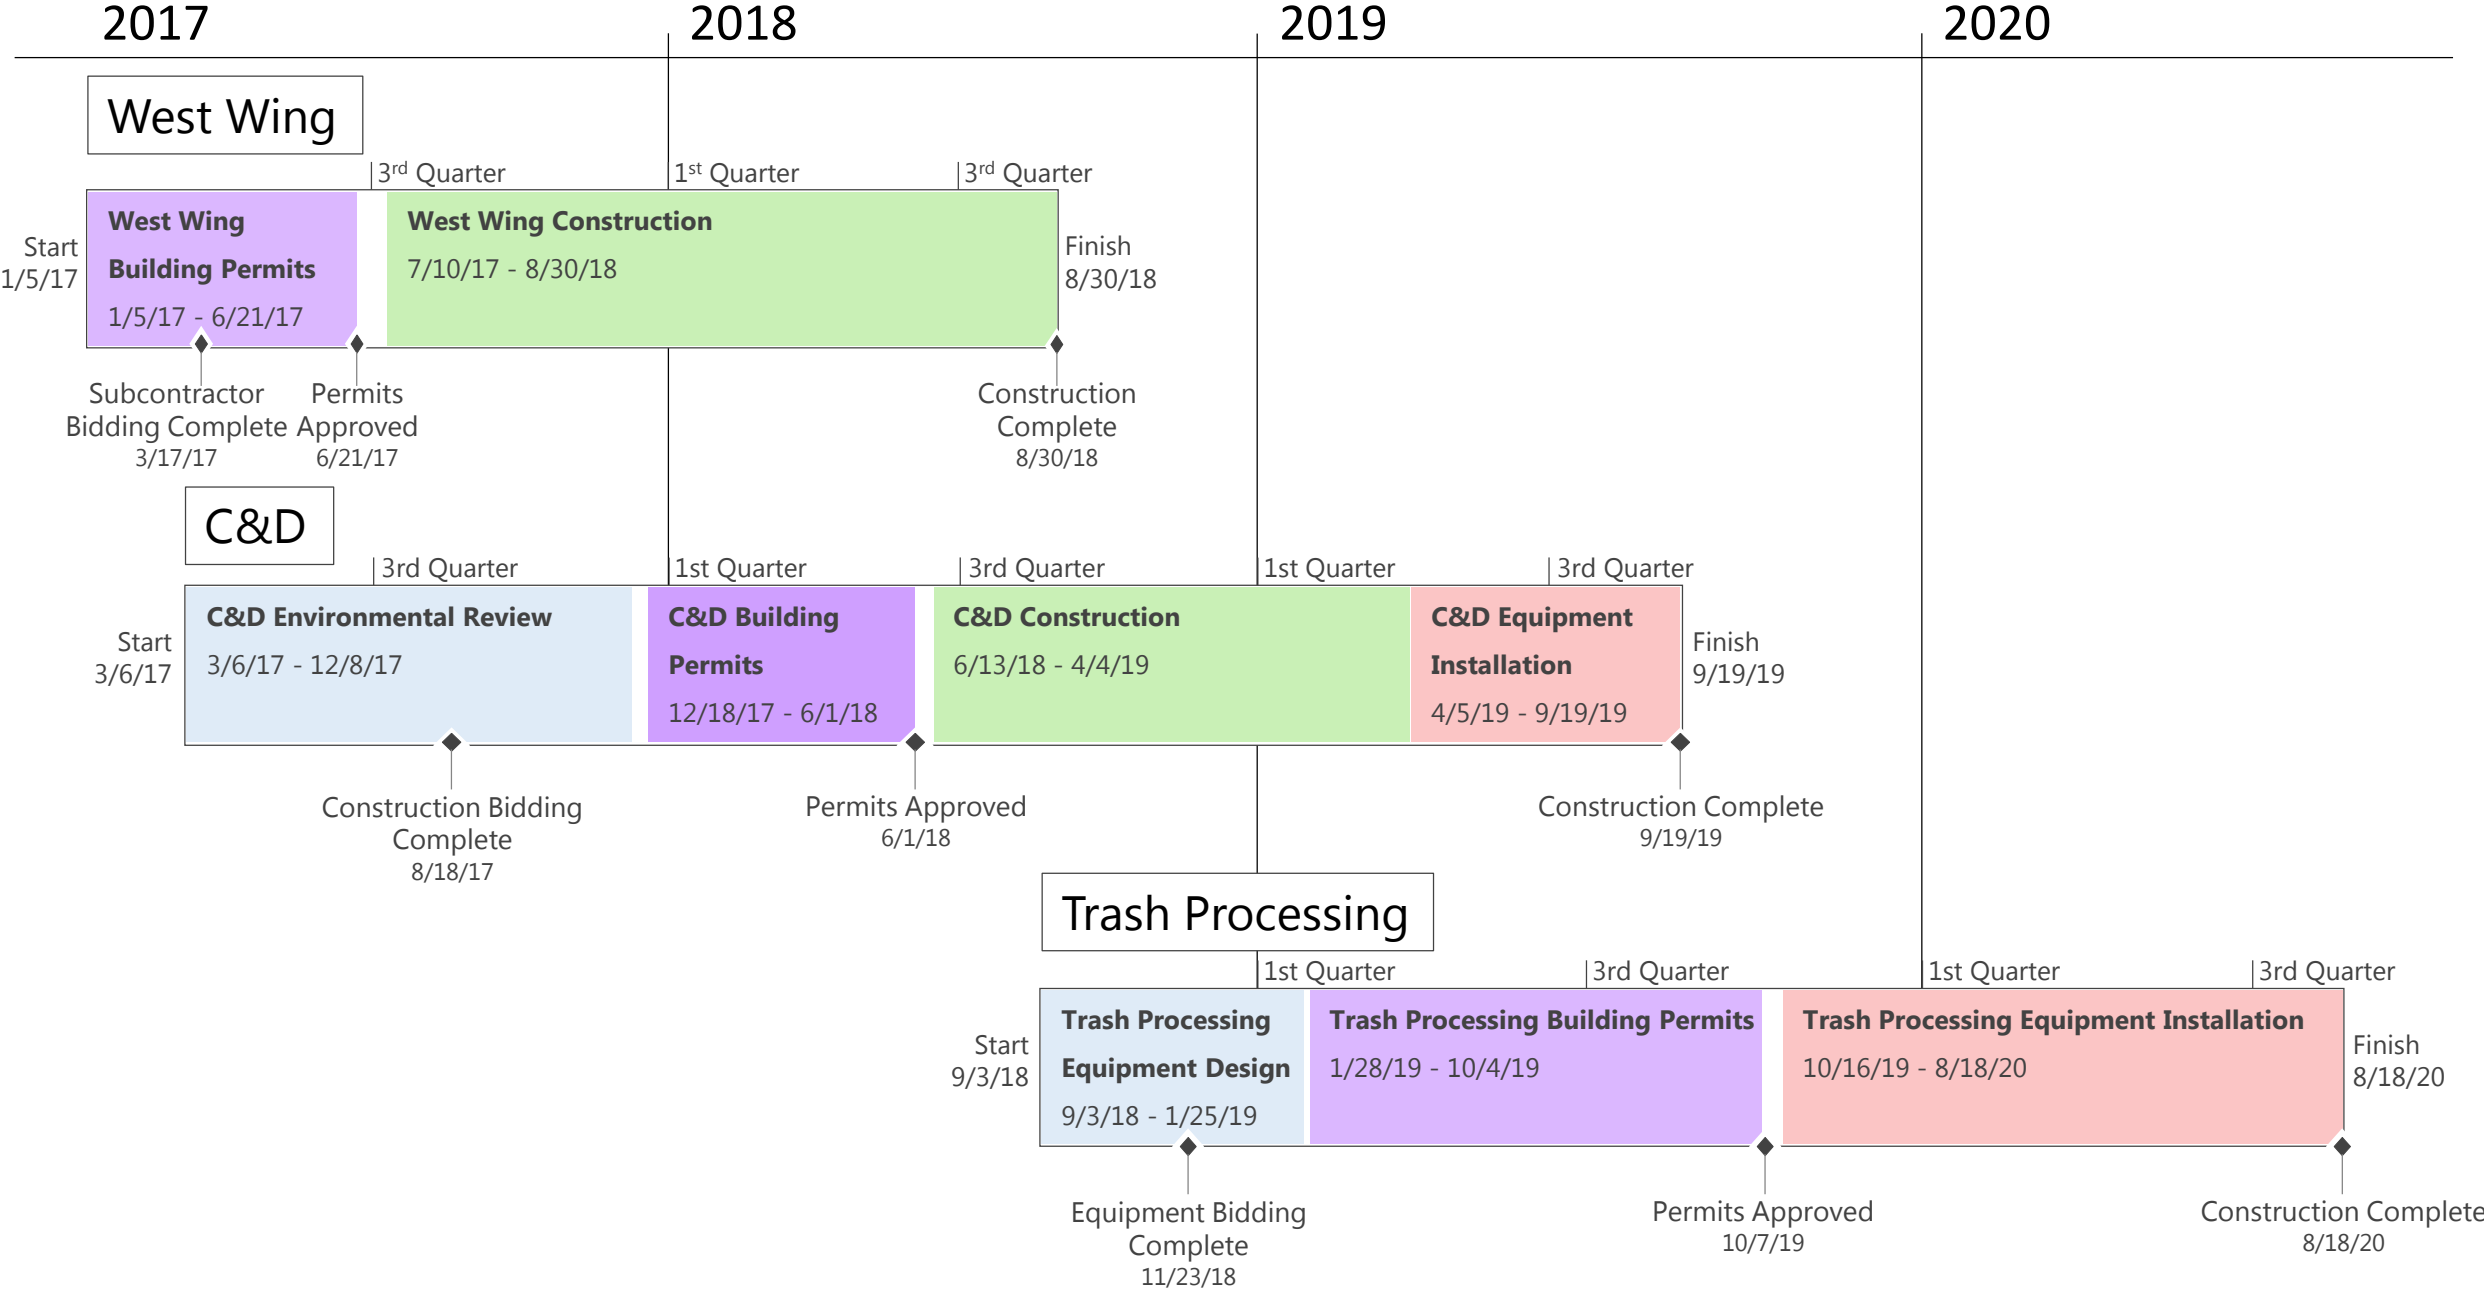 2017
2018
2019
2020
West Wing
3rd Quarter
1st Quarter
3rd Quarter
Start
1/5/17
West Wing
Building Permits
1/5/17 - 6/21/17
West Wing Construction
7/10/17 - 8/30/18
Finish
8/30/18
Subcontractor
Bidding Complete
3/17/17
Permits
Approved
6/21/17
Construction
Complete
8/30/18
C&D
3rd Quarter
1st Quarter
3rd Quarter
1st Quarter
3rd Quarter
Start
3/6/17
C&D Environmental Review
3/6/17 - 12/8/17
C&D Building
Permits
12/18/17 - 6/1/18
C&D Construction
6/13/18 - 4/4/19
C&D Equipment
Installation
4/5/19 - 9/19/19
Finish
9/19/19
Construction Bidding
Complete
8/18/17
Permits Approved
6/1/18
Construction Complete
9/19/19
Trash Processing
1st Quarter
3rd Quarter
1st Quarter
3rd Quarter
Start
9/3/18
Trash Processing
Equipment Design
9/3/18 - 1/25/19
Trash Processing Building Permits
1/28/19 - 10/4/19
Trash Processing Equipment Installation
10/16/19 - 8/18/20
Finish
8/18/20
Equipment Bidding
Complete
11/23/18
Permits Approved
10/7/19
Construction Complete
8/18/20